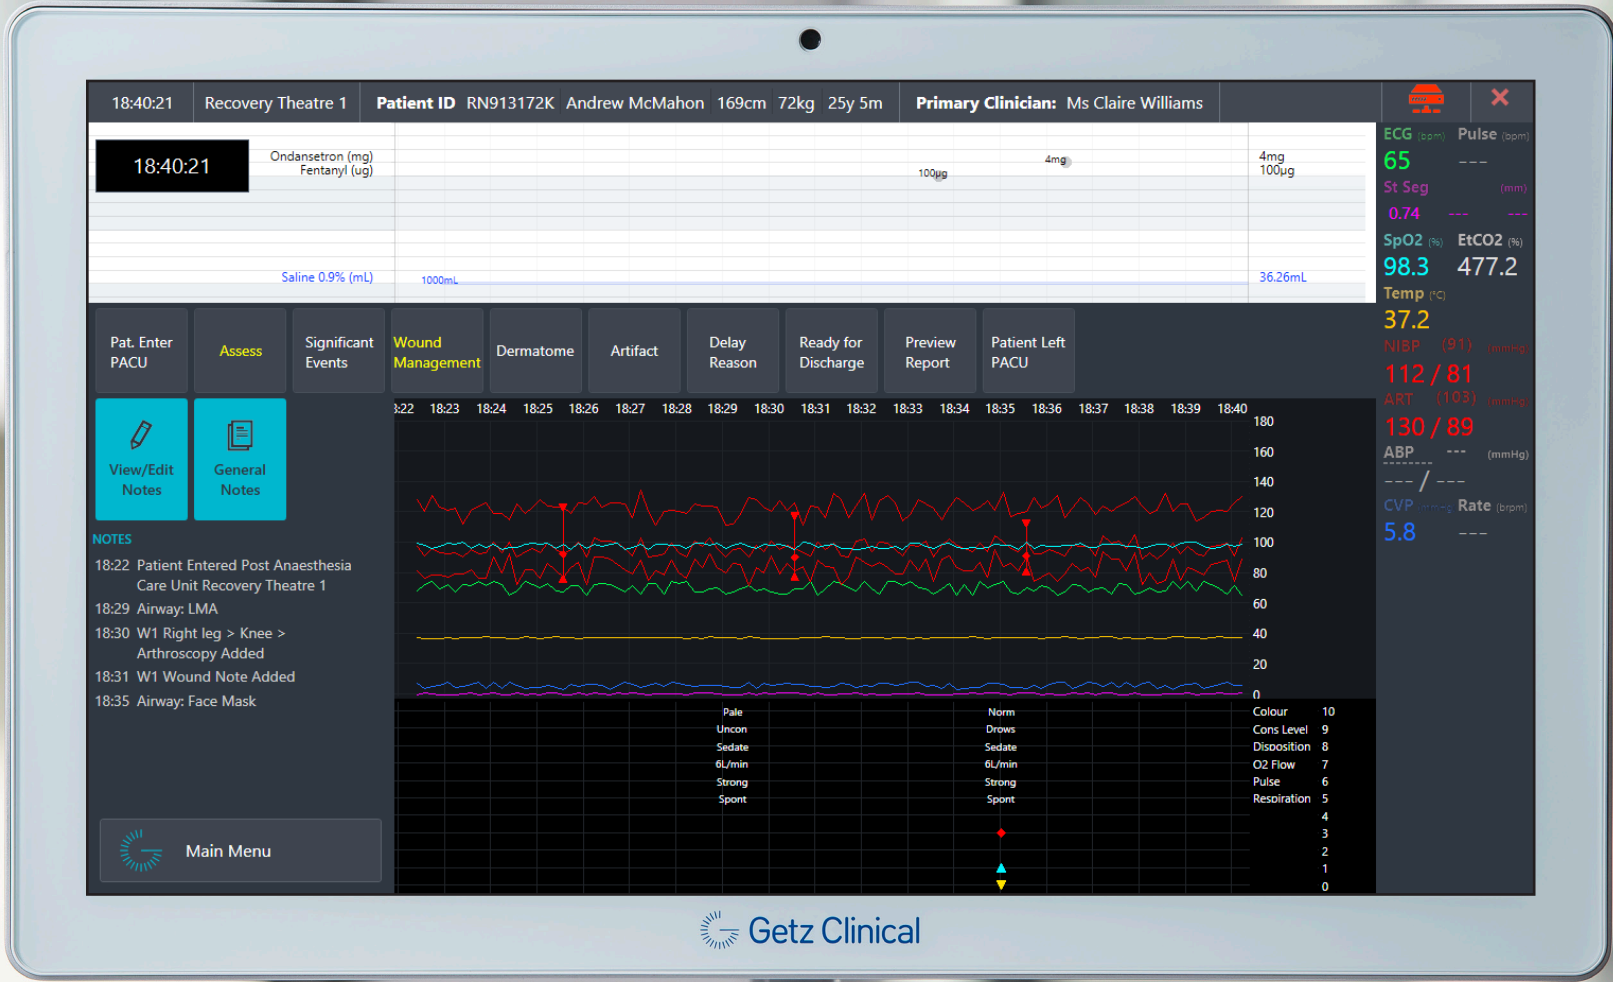 18:40:21 Recovery Theatre 1 Patient ID RN913172K Andrew McMahon 169cm 72kg 25y 5m Primary Clinician: Ms Claire Williams
18:40:21
Ondansetron (mg) 4mg 4mg
Fentanyl (ug) 100µg 100µg
Saline 0.9% (mL) 1000mL 36.26mL
ECG (bpm) Pulse (bpm)
65 ---
St Seg (mm)
0.74 --- ---
SpO2 (%) EtCO2 (%)
98.3 477.2
Temp (°C)
37.2
NIBP (91) (mmHg)
112 / 81
ART (103) (mmHg)
130 / 89
ABP --- (mmHg)
--- / ---
CVP Rate (brpm)
5.8 ---
Pat. Enter
PACU
Assess
Significant
Events
Wound
Management
Dermatome
Artifact
Delay
Reason
Ready for
Discharge
Preview
Report
Patient Left
PACU
View/Edit
Notes
General
Notes
NOTES
18:22 Patient Entered Post Anaesthesia
Care Unit Recovery Theatre 1
18:29 Airway: LMA
18:30 W1 Right leg > Knee >
Arthroscopy Added
18:31 W1 Wound Note Added
18:35 Airway: Face Mask
Main Menu
3:22 18:23 18:24 18:25 18:26 18:27 18:28 18:29 18:30 18:31 18:32 18:33 18:34 18:35 18:36 18:37 18:38 18:39 18:40
180
160
140
120
100
80
60
40
20
0
Pale Norm Colour 10
Uncon Drows Cons Level 9
Sedate Sedate Disposition 8
6L/min 6L/min O2 Flow 7
Strong Strong Pulse 6
Spont Spont Respiration 5
4
3
2
1
0
Getz Clinical